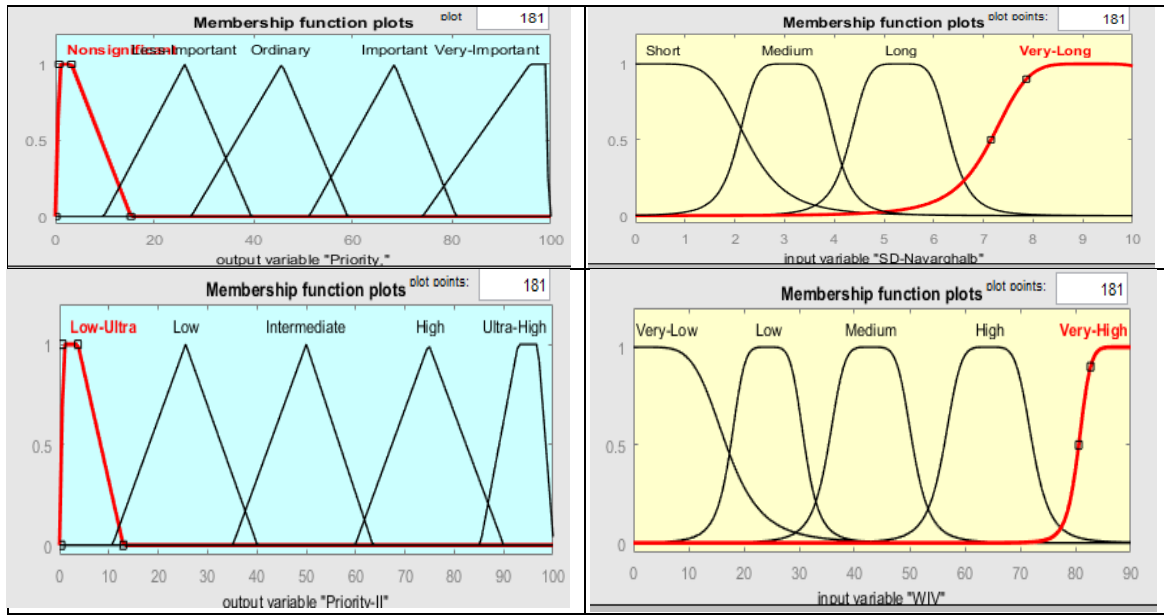 Membership function plots plot 181
Nonsignificant Less-Important Ordinary Important Very-Important
1
0.5
0
0 20 40 60 80 100
output variable "Priority,"
Membership function plots plot points: 181
Short Medium Long Very-Long
1
0.5
0
0 1 2 3 4 5 6 7 8 9 10
input variable "SD-Navarghalb"
Membership function plots plot points: 181
Low-Ultra Low Intermediate High Ultra-High
1
0.5
0
0 10 20 30 40 50 60 70 80 90 100
output variable "Priority-II"
Membership function plots plot points: 181
Very-Low Low Medium High Very-High
1
0.5
0
0 10 20 30 40 50 60 70 80 90
input variable "WIV"